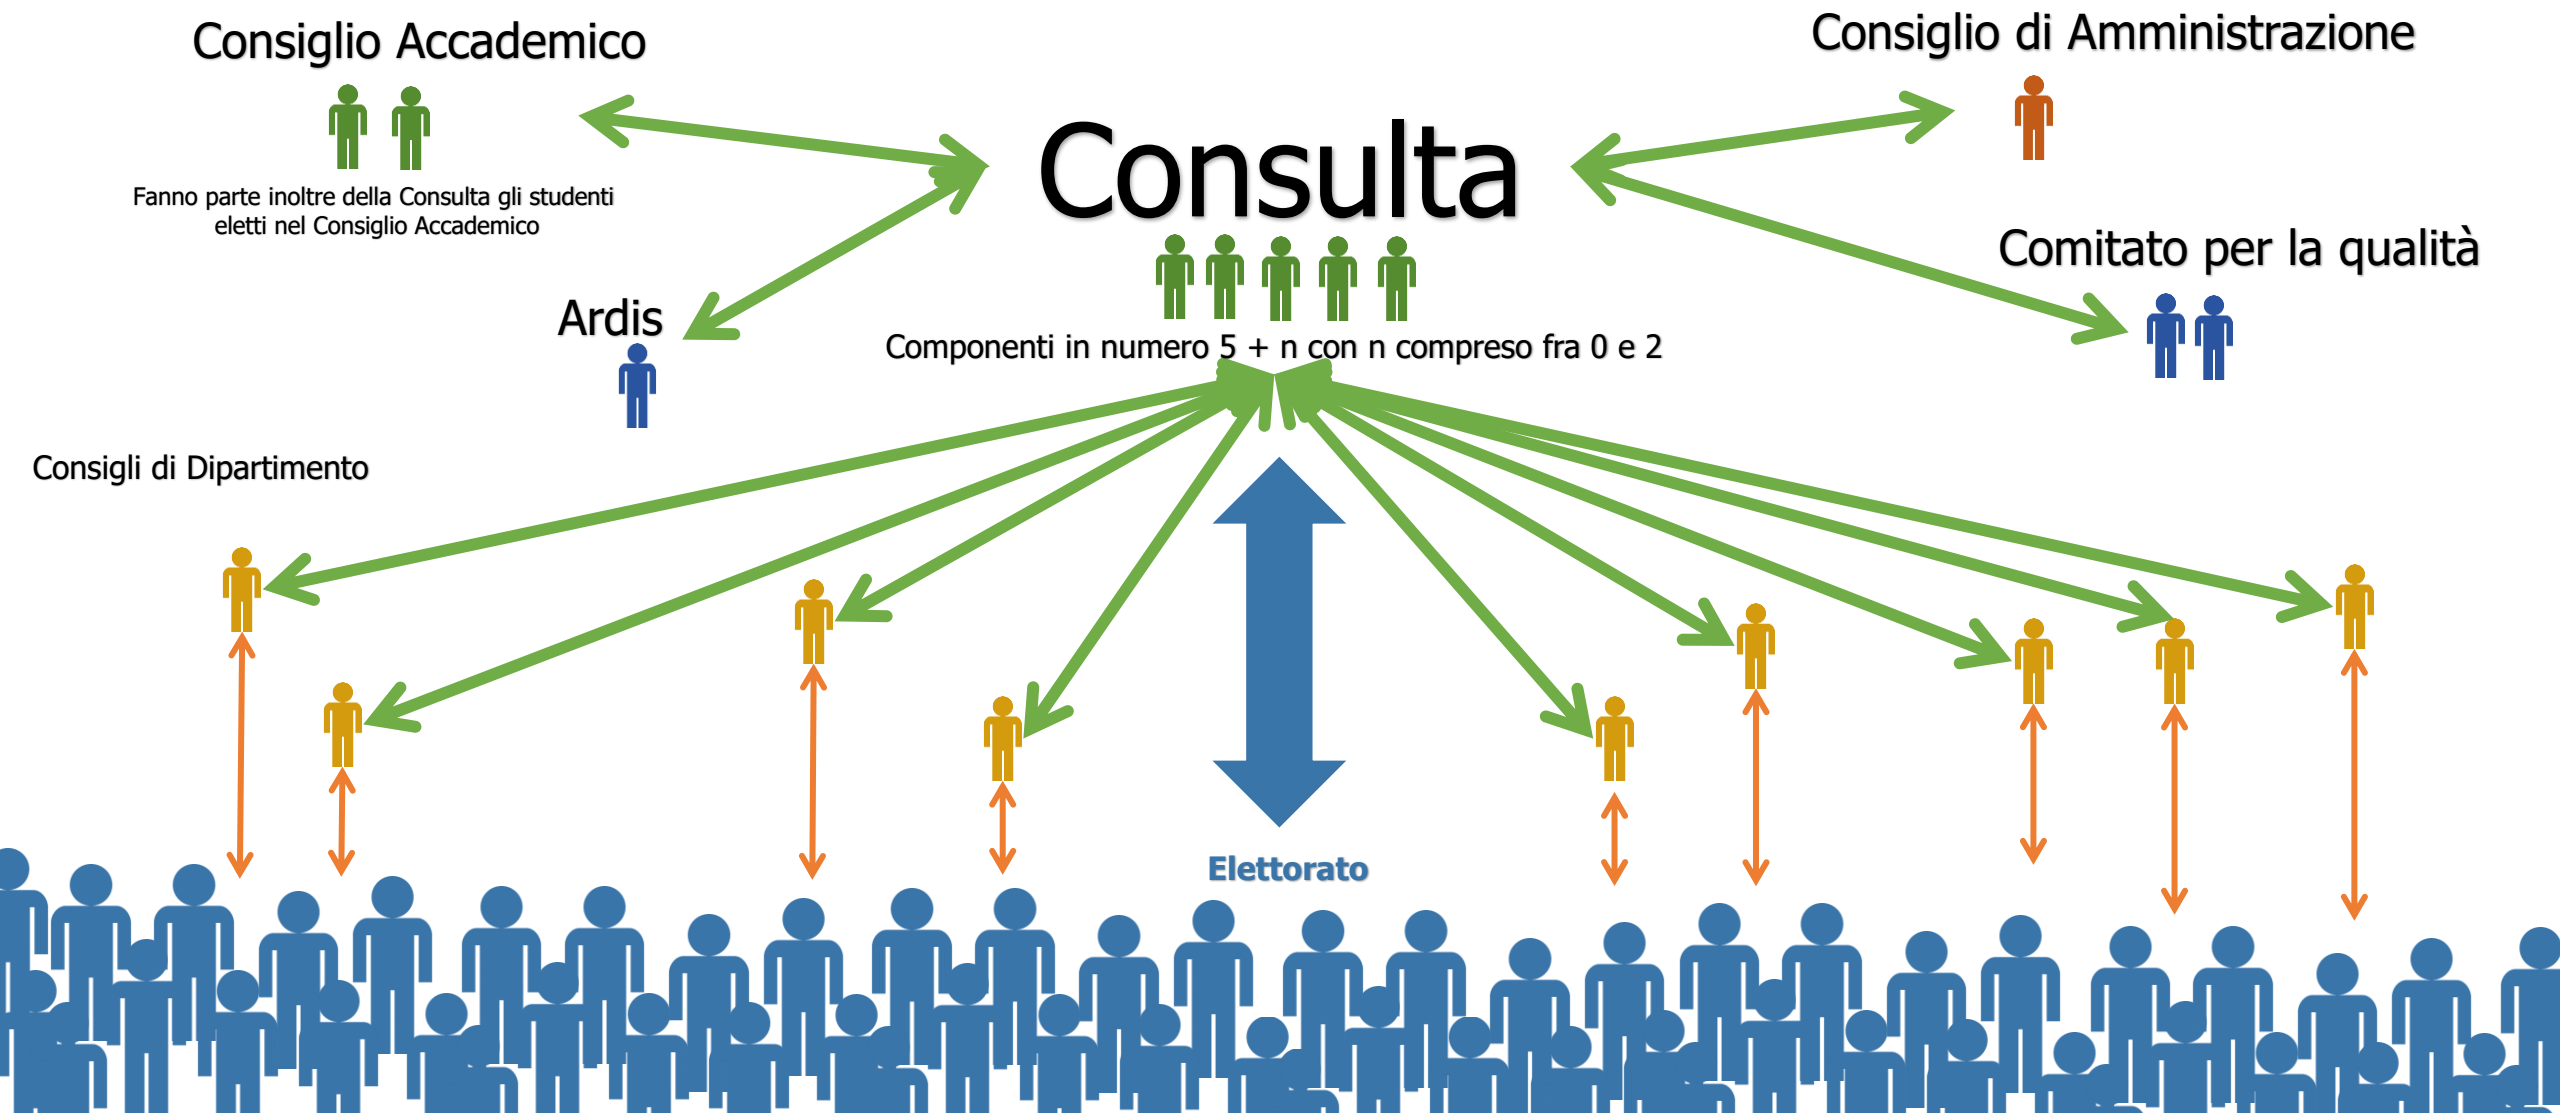 Consiglio Accademico
Fanno parte inoltre della Consulta gli studenti
eletti nel Consiglio Accademico
Consiglio di Amministrazione
Consulta
Componenti in numero 5 + n con n compreso fra 0 e 2
Comitato per la qualità
Ardis
Consigli di Dipartimento
Elettorato